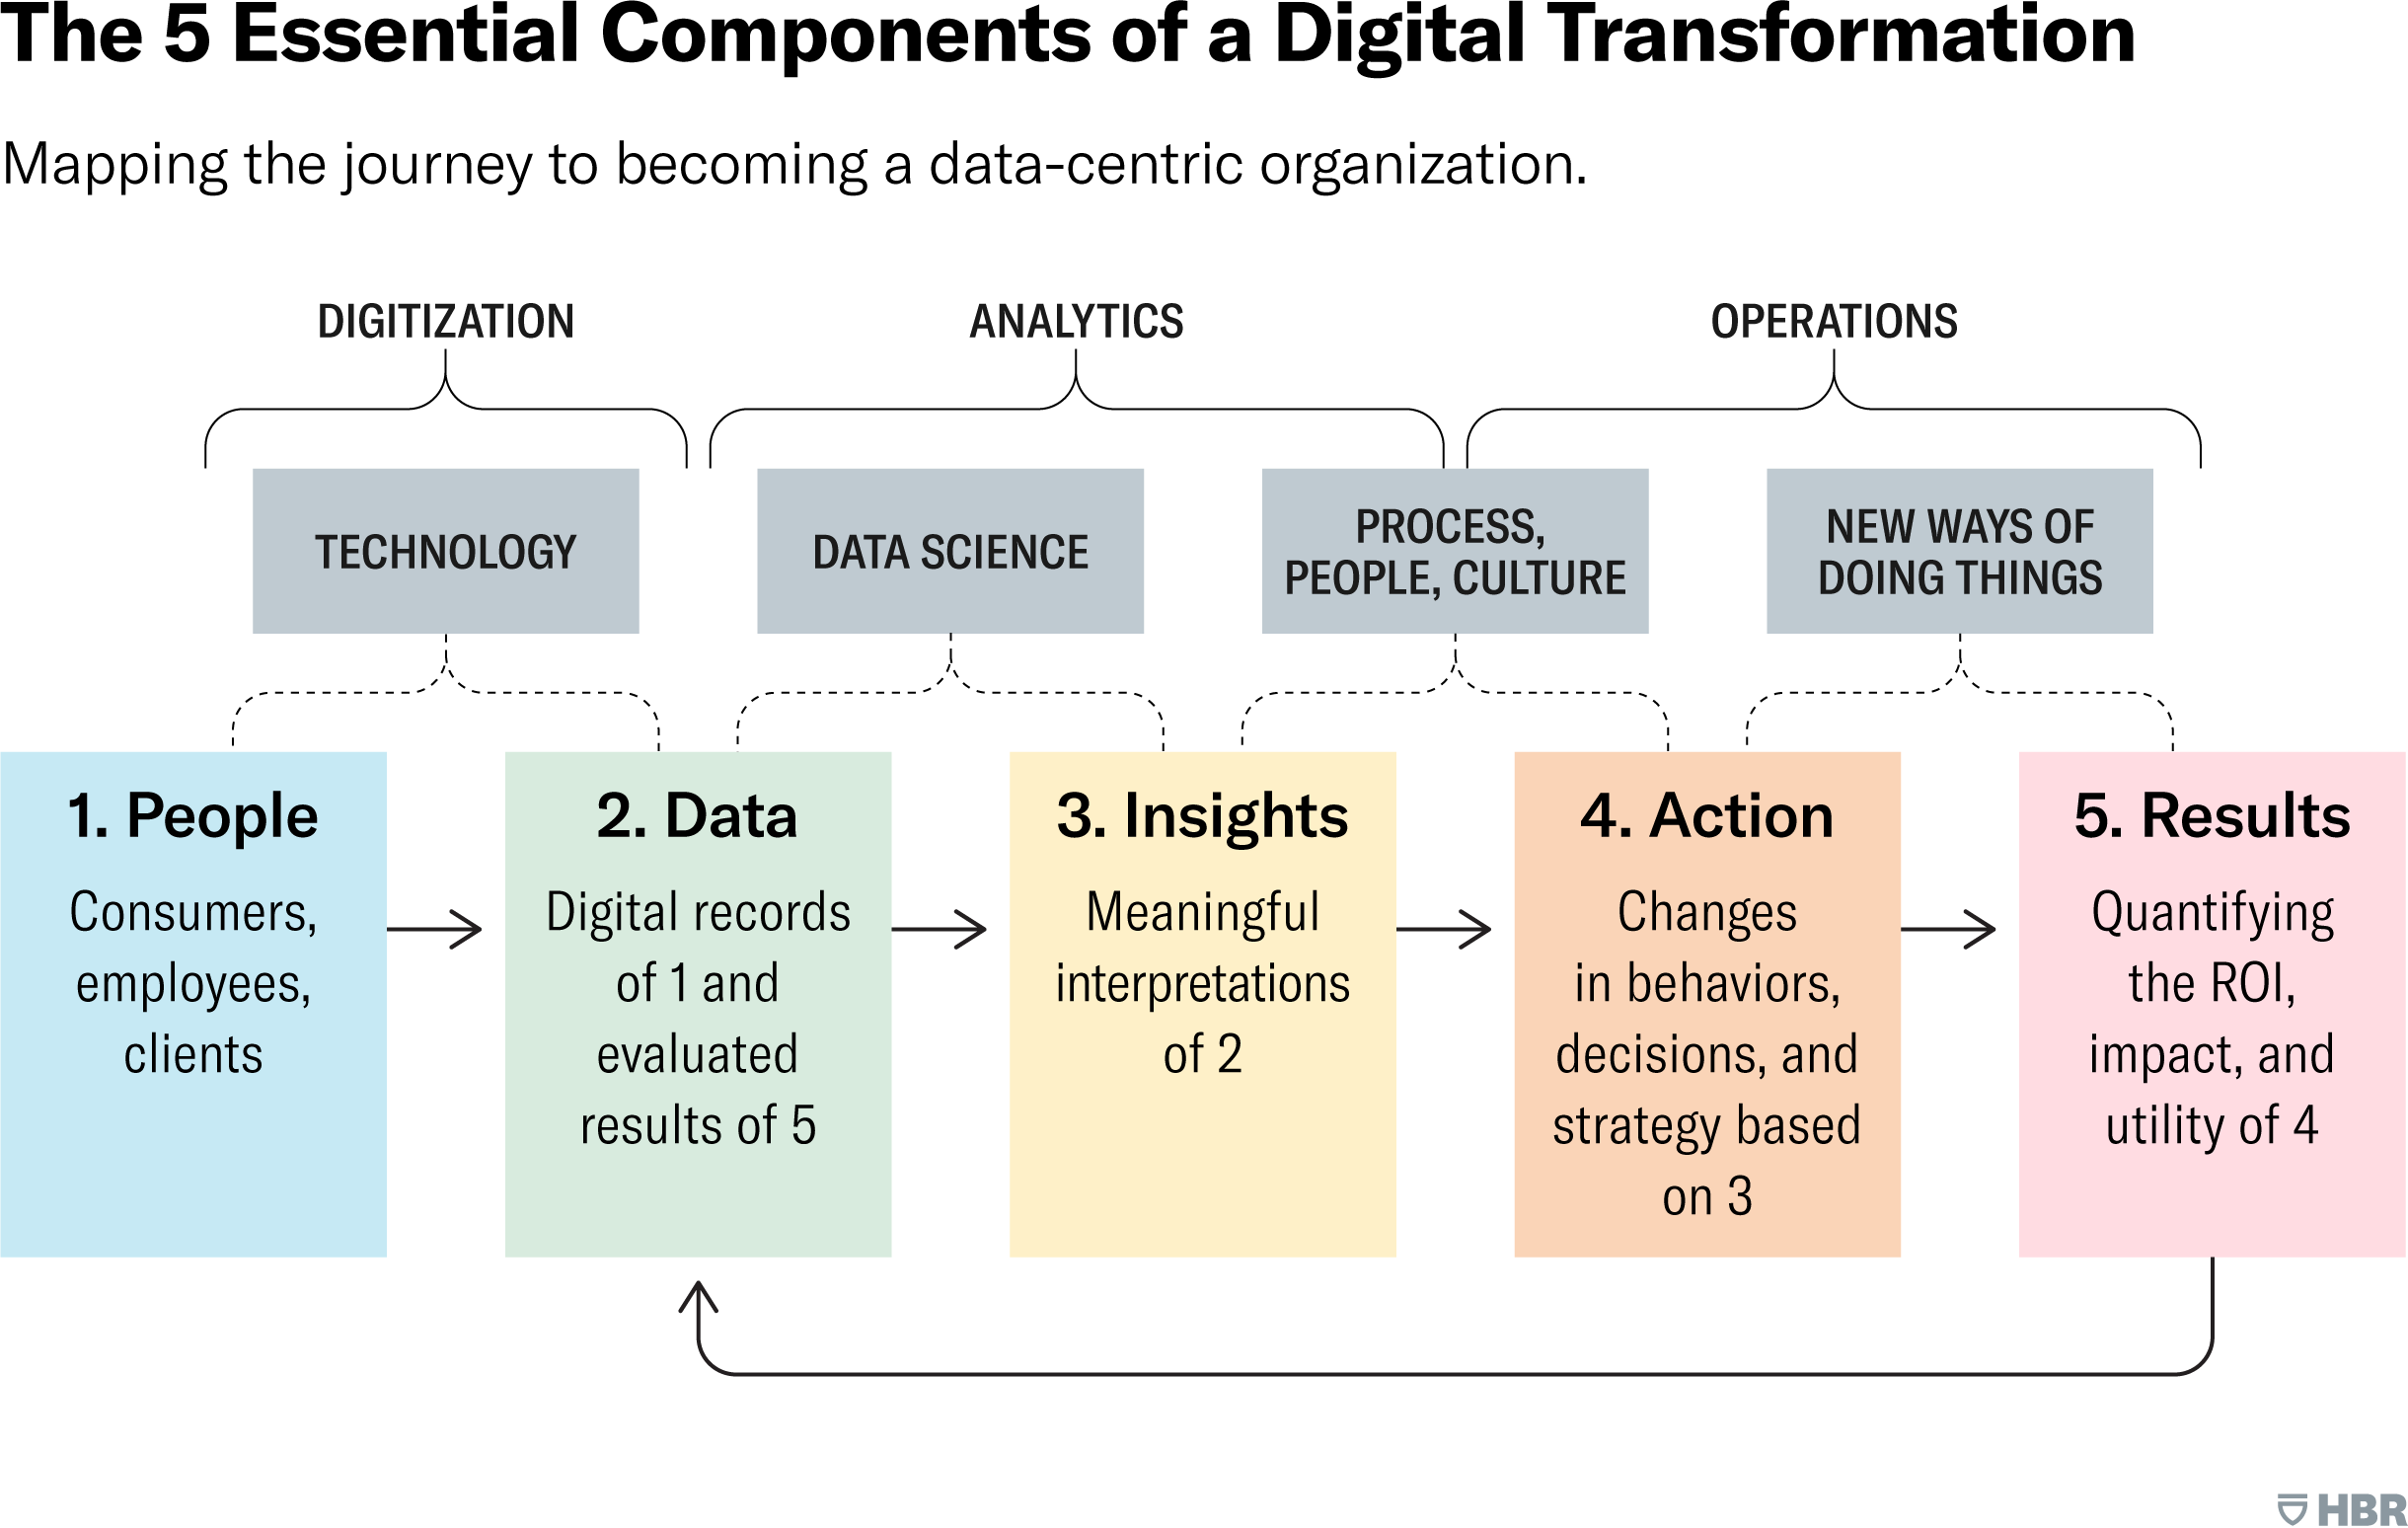 The 5 Essential Components of a Digital Transformation
Mapping the journey to becoming a data-centric organization.
DIGITIZATION
ANALYTICS
OPERATIONS
TECHNOLOGY
DATA SCIENCE
PROCESS,
PEOPLE, CULTURE
NEW WAYS OF
DOING THINGS
1. People
Consumers,
employees,
clients
2. Data
Digital records
of 1 and
evaluated
results of 5
3. Insights
Meaningful
interpretations
of 2
4. Action
Changes
in behaviors,
decisions, and
strategy based
on 3
5. Results
Quantifying
the ROI,
impact, and
utility of 4
HBR